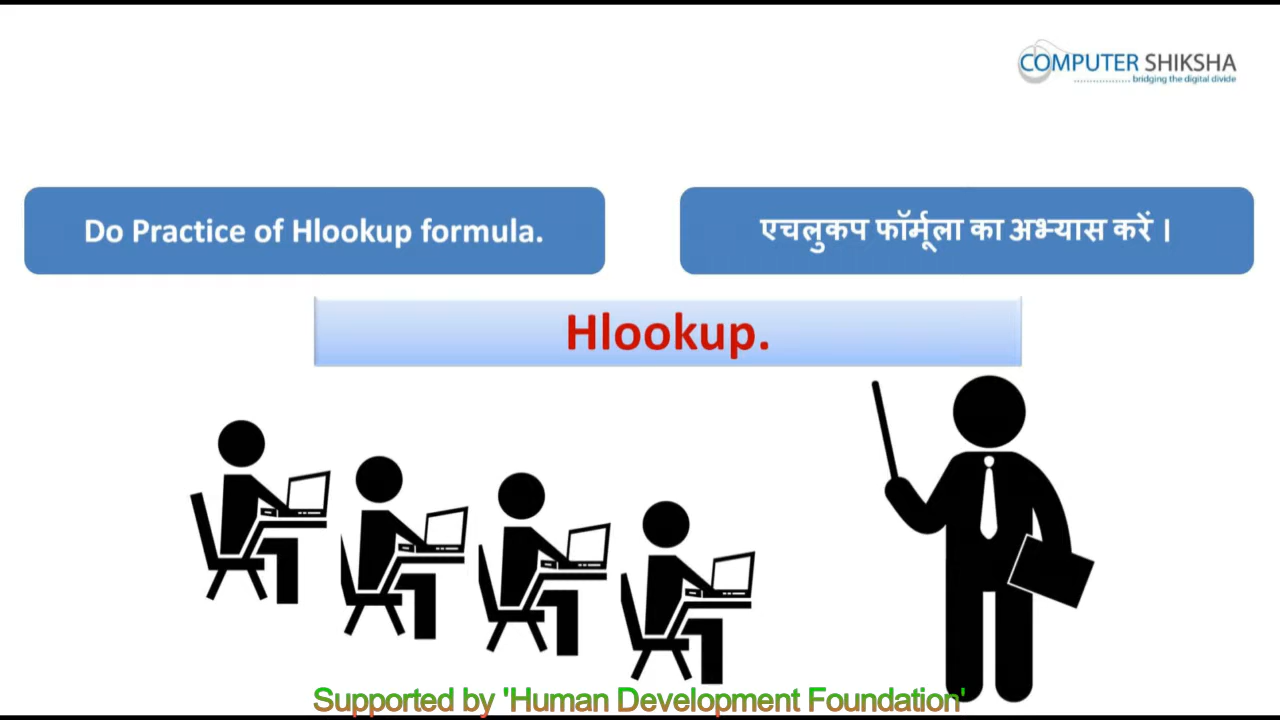 COMPUTER SHIKSHA
bridging the digital divide
Do Practice of Hlookup formula.
एचलुकप फॉर्मूला का अभ्यास करें ।
Hlookup.
Supported by 'Human Development Foundation'